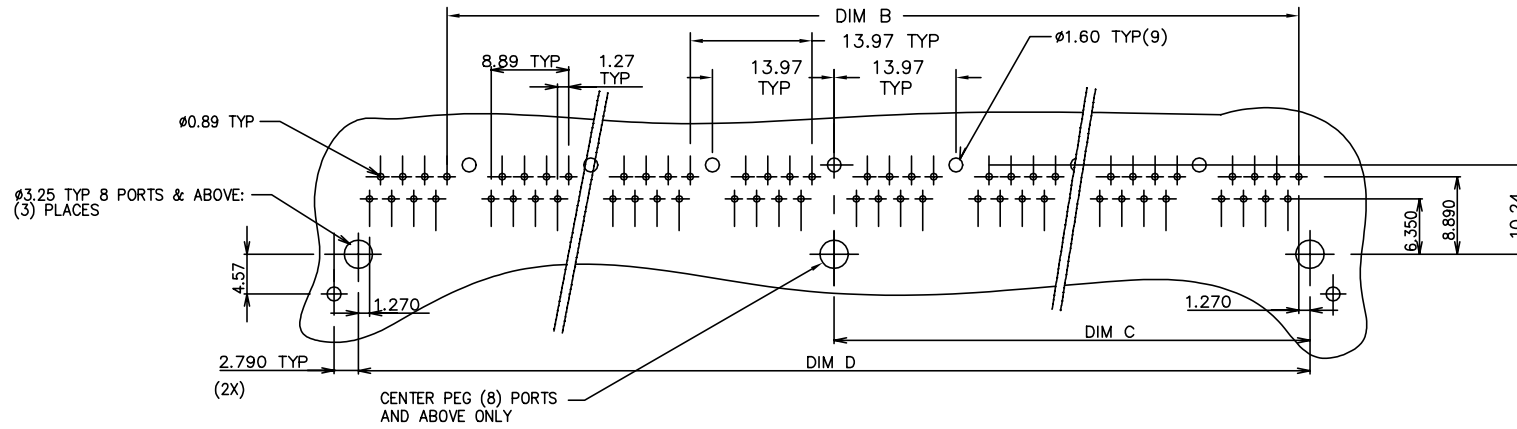 DIM B
13.97 TYP
ø1.60 TYP(9)
8.89 TYP
1.27
TYP
13.97
TYP
13.97
TYP
ø0.89 TYP
ø3.25 TYP 8 PORTS & ABOVE:
(3) PLACES
6.350
8.890
10.24
4.57
1.270
1.270
DIM C
2.790 TYP
(2X)
DIM D
CENTER PEG (8) PORTS
AND ABOVE ONLY